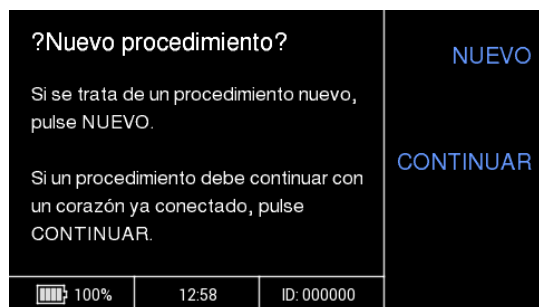 ?Nuevo procedimiento?
Si se trata de un procedimiento nuevo,
pulse NUEVO.
Si un procedimiento debe continuar con
un corazón ya conectado, pulse
CONTINUAR.
NUEVO
CONTINUAR
100%
12:58
ID: 000000